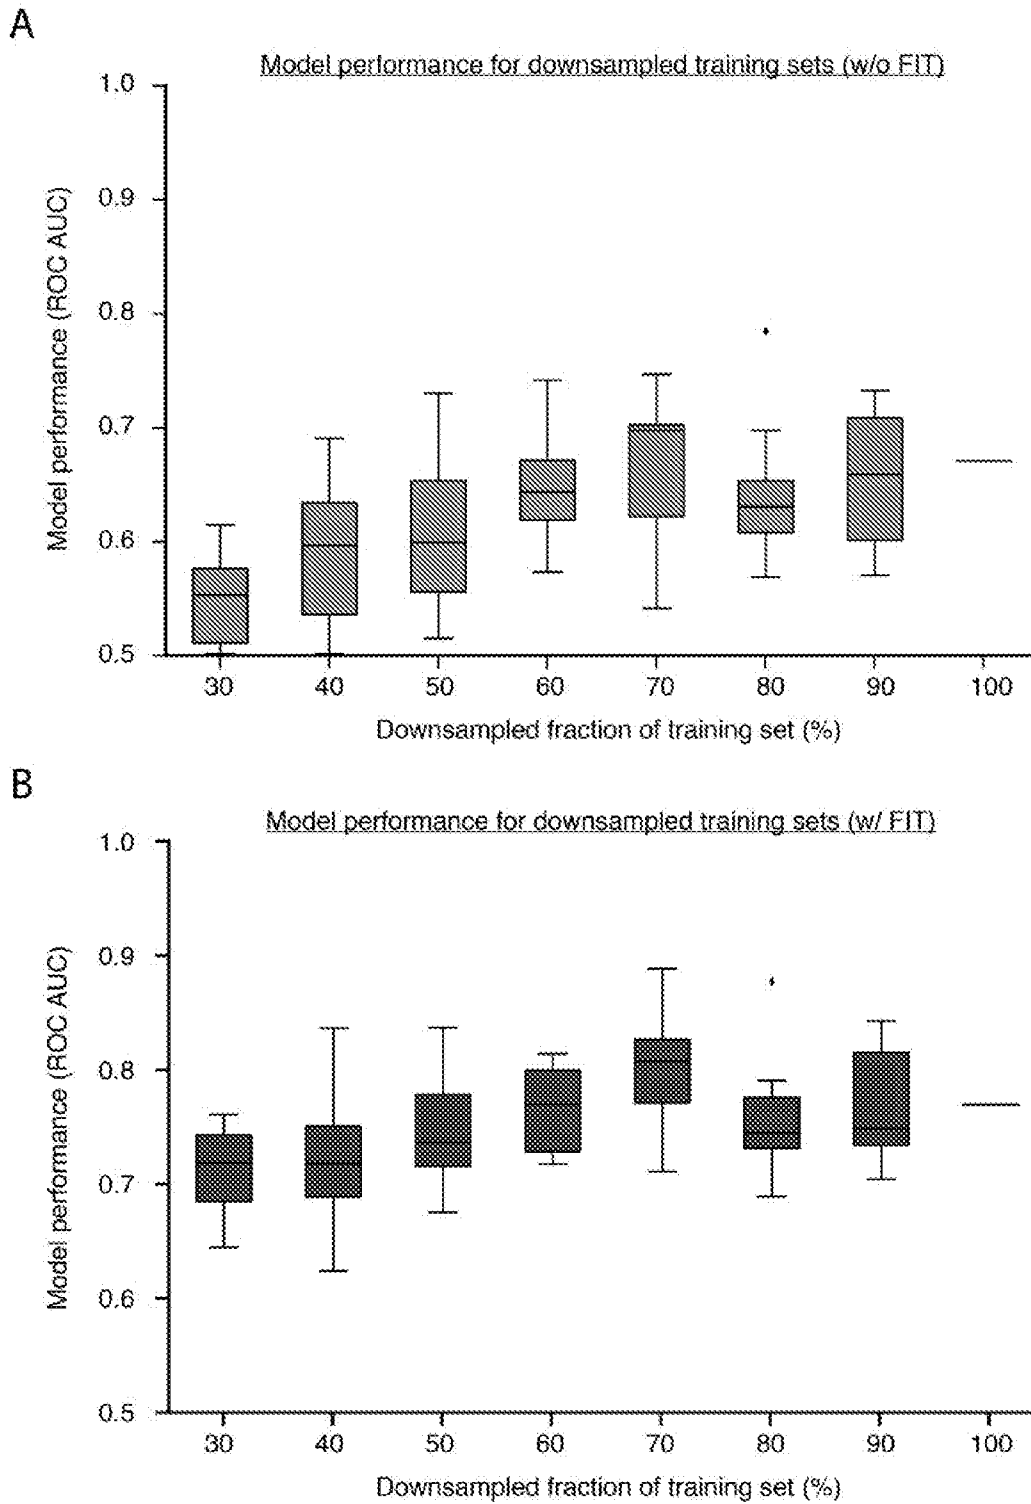 A
Model performance for downsampled training sets (w/o FIT)
1.0
0.9
0.8
0.7
0.6
0.5
Model performance (ROC AUC)
30 40 50 60 70 80 90 100
Downsampled fraction of training set (%)
B
Model performance for downsampled training sets (w/ FIT)
1.0
0.9
0.8
0.7
0.6
0.5
Model performance (ROC AUC)
30 40 50 60 70 80 90 100
Downsampled fraction of training set (%)